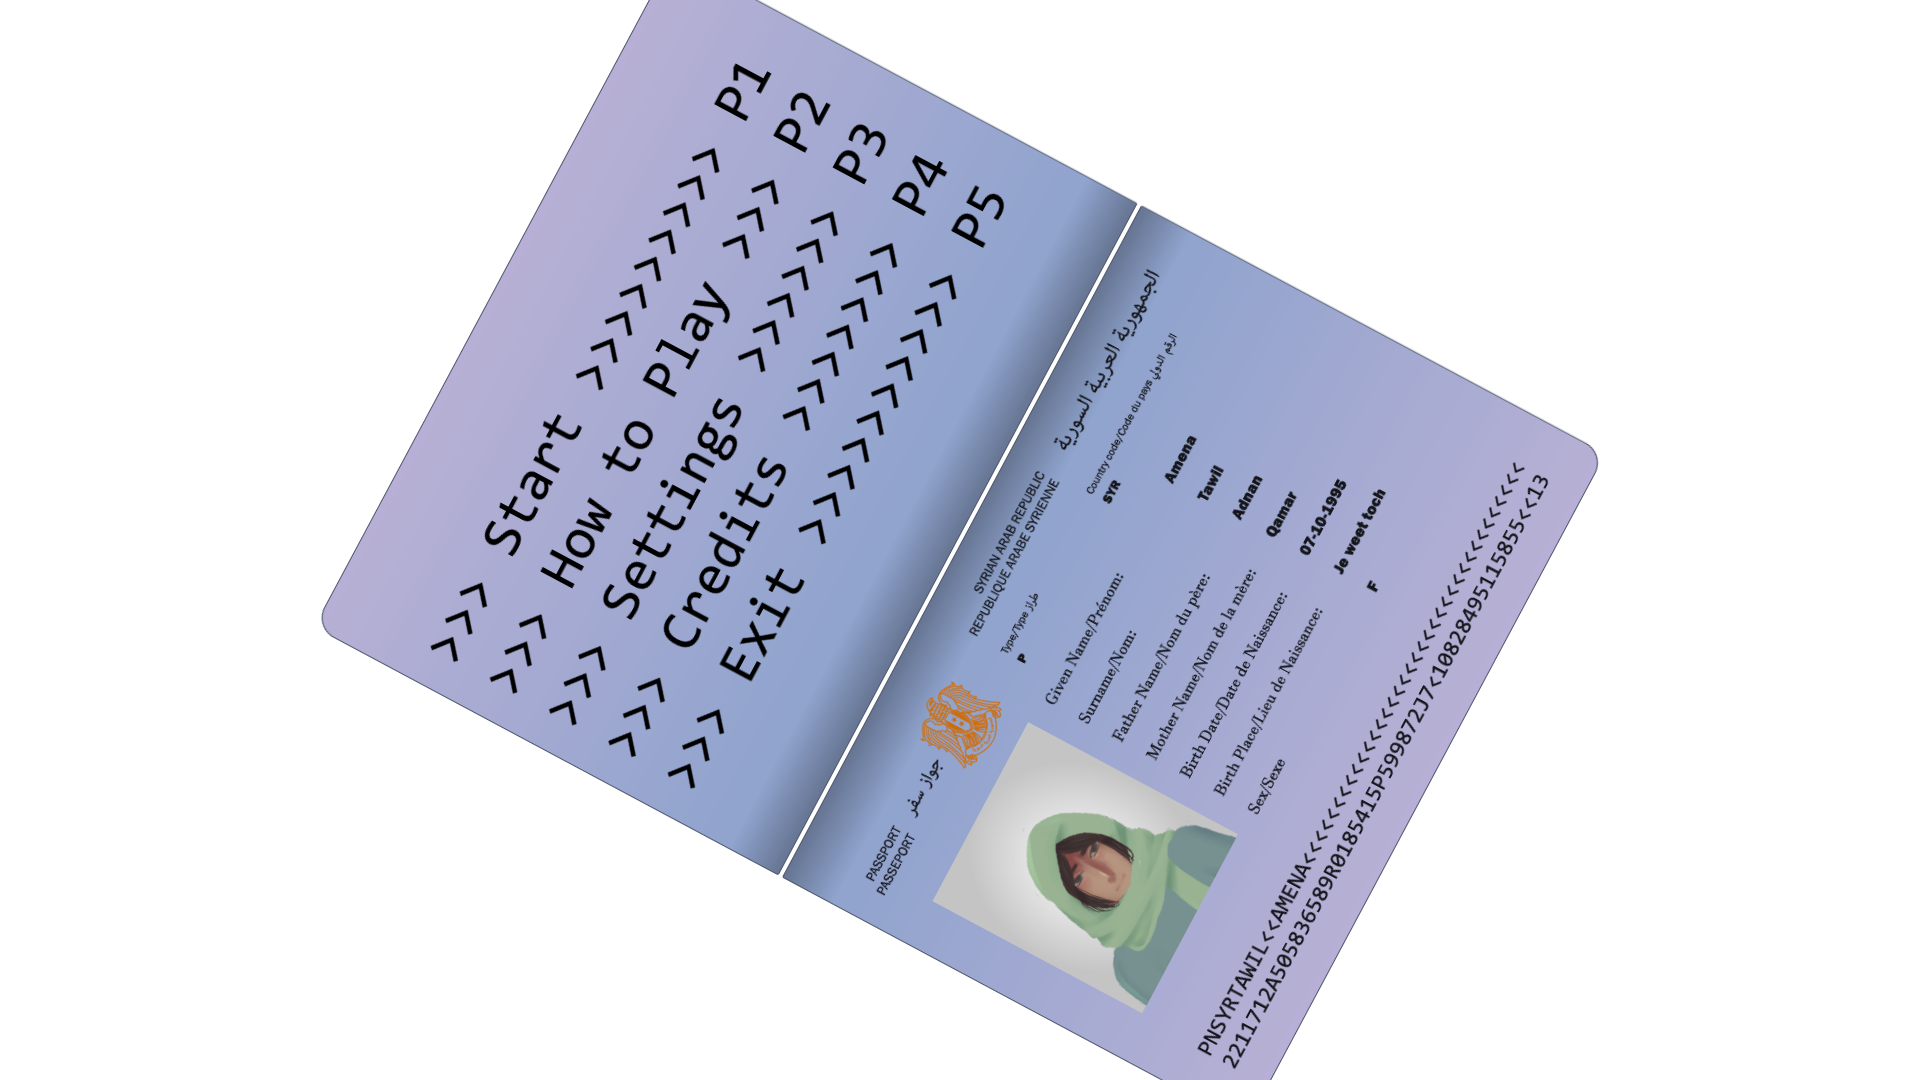 >>> Start >>>>>>>>> P1
>>> How to Play >>> P2
>>> Settings >>>>>> P3
>>> Credits >>>>>>> P4
>>> Exit >>>>>>>>>> P5
PASSPORT
PASSEPORT
جواز سفر
SYRIAN ARAB REPUBLIC
REPUBLIQUE ARABE SYRIENNE
الجمهورية العربية السورية
Type/Type طراز
P
Country code/Code du pays الرقم الدولي
SYR
Given Name/Prénom: Amena
Surname/Nom: Tawil
Father Name/Nom du père: Adnan
Mother Name/Nom de la mère: Qamar
Birth Date/Date de Naissance: 07-10-1995
Birth Place/Lieu de Naissance: Je weet toch
Sex/Sexe F
PNSYRTAWIL<<AMENA<<<<<<<<<<<<<<<<<<<<<<<<<<<<<<<
2211712A505836589R0185415P599872J7<1082849511585S5<<13